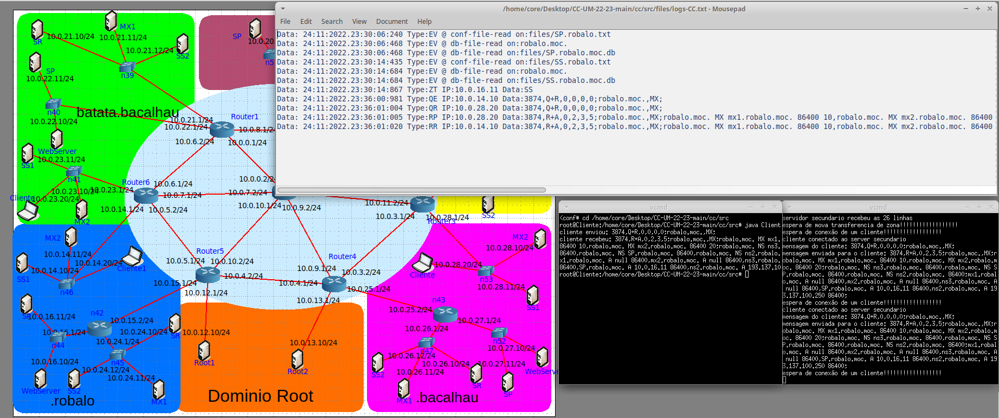 /home/core/Desktop/CC-UM-22-23-main/cc/src/files/logs-CC.txt - Mousepad
File Edit Search View Document Help
Data: 24:11:2022.23:30:06:240 Type:EV @ conf-file-read on:files/SP.robalo.txt
Data: 24:11:2022.23:30:06:468 Type:EV @ db-file-read on:robalo.moc.
Data: 24:11:2022.23:30:06:468 Type:EV @ db-file-read on:files/SP.robalo.moc.db
Data: 24:11:2022.23:30:14:435 Type:EV @ conf-file-read on:files/SS.robalo.txt
Data: 24:11:2022.23:30:14:684 Type:EV @ db-file-read on:robalo.moc.
Data: 24:11:2022.23:30:14:684 Type:EV @ db-file-read on:files/SS.robalo.moc.db
Data: 24:11:2022.23:30:14:867 Type:ZT IP:10.0.16.11 Data:SS
Data: 24:11:2022.23:36:00:981 Type:QE IP:10.0.14.10 Data:3874,Q+R,0,0,0,0;robalo.moc.,MX;
Data: 24:11:2022.23:36:01:004 Type:QR IP:10.0.28.20 Data:3874,Q+R,0,0,0,0;robalo.moc.,MX;
Data: 24:11:2022.23:36:01:005 Type:RP IP:10.0.28.20 Data:3874,R+A,0,2,3,5;robalo.moc.,MX;robalo.moc. MX mx1.robalo.moc. 86400 10,robalo.moc. MX mx2.robalo.moc. 86400
Data: 24:11:2022.23:36:01:020 Type:RR IP:10.0.14.10 Data:3874,R+A,0,2,3,5;robalo.moc.,MX;robalo.moc. MX mx1.robalo.moc. 86400 10,robalo.moc. MX mx2.robalo.moc. 86400
MX1
SR
10.0.21.10/24
10.0.21.11/24
10.0.21.12/24
SS2
SP
10.0.22.11/24
n39
n40
batata.bacalhau
10.0.22.10/24
WebServer
SS1
10.0.23.11/24
n41
10.0.23.10/24
10.0.23.1/24
Cliente
10.0.23.20/24
MX2
SP
10.0.20.
n5
Router1
10.0.21.1/24
10.0.22.1/24
10.0.8.1/24
10.0.6.2/24
10.0.0.1/24
Router6
10.0.6.1/24
10.0.0.2/24
10.0.7.1/24
10.0.7.2/24
10.0.14.1/24
10.0.5.2/24
10.0.10.1/24
10.0.9.2/24
10.0.11.2/24
10.0.3.1/24
10.0.28.1/24
Router3
SS2
Router5
10.0.5.1/24
10.0.10.2/24
10.0.15.1/24
10.0.4.2/24
10.0.12.1/24
Router4
10.0.9.1/24
10.0.3.2/24
10.0.4.1/24
10.0.25.1/24
10.0.13.1/24
MX2
10.0.14.11/24
10.0.14.20/24
Cliente1
10.0.14.10/24
SS1
n46
10.0.16.11/24
n42
10.0.15.2/24
10.0.16.1/24
n44
10.0.24.10/24
SR
10.0.24.1/24
10.0.16.10/24
n45
10.0.24.12/24
10.0.24.11/24
WebServer
SS2
MX1
.robalo
10.0.12.10/24
Root1
10.0.13.10/24
Root2
Dominio Root
MX2
10.0.28.10/24
10.0.28.20/24
Cliente
n53
10.0.28.11/24
SS1
n43
10.0.25.2/24
10.0.27.1/24
10.0.26.1/24
n52
10.0.27.10/24
n47
10.0.26.12/24
10.0.26.10/24
10.0.27.11/24
SS2
10.0.26.11/24
SR
SP
WebServe
MX1
.bacalhau
vcmd
<conf# cd /home/core/Desktop/CC-UM-22-23-main/cc/src
root@Cliente:/home/core/Desktop/CC-UM-22-23-main/cc/src# java Client
cliente enviou: 3874,Q+R,0,0,0,0;robalo.moc.,MX;
cliente recebeu: 3874,R+A,0,2,3,5;robalo.moc.,MX;robalo.moc. MX mx1.
86400 10,robalo.moc. MX mx2.robalo.moc. 86400 20;robalo.moc. NS ns3.
86400,robalo.moc. NS SP.robalo.moc. 86400,robalo.moc. NS ns2.robalo.
x1.robalo.moc. A null 86400,mx2.robalo.moc. A null 86400,ns3.robalo.
86400,SP.robalo.moc. A 10.0.16.11 86400,ns2.robalo.moc. A 193.137.10
root@Cliente:/home/core/Desktop/CC-UM-22-23-main/cc/src#
vcmd
servidor secundario recebeu as 26 linhas
espera de mova transferencia de zona!!!!!!!!!!!!!!!!!!
espera de conexão de um cliente!!!!!!!!!!!!!!!!!!
cliente conectado ao server secundario
mensagem do cliente: 3874,Q+R,0,0,0,0;robalo.moc.,MX;
mensagem enviada para o cliente: 3874,R+A,0,2,3,5;robalo.moc.,MX;r
obalo.moc. MX mx1.robalo.moc. 86400 10,robalo.moc. MX mx2.robalo.m
oc. 86400 20;robalo.moc. NS ns3.robalo.moc. 86400,robalo.moc. NS S
P.robalo.moc. 86400,robalo.moc. NS ns2.robalo.moc. 86400;mx1.robal
o.moc. A null 86400,mx2.robalo.moc. A null 86400,ns3.robalo.moc. A
null 86400,SP.robalo.moc. A 10.0.16.11 86400,ns2.robalo.moc. A 19
3.137.100.250 86400;
espera de conexão de um cliente!!!!!!!!!!!!!!!!!!
cliente conectado ao server secundario
mensagem do cliente: 3874,Q+R,0,0,0,0;robalo.moc.,MX;
mensagem enviada para o cliente: 3874,R+A,0,2,3,5;robalo.moc.,MX;r
obalo.moc. MX mx1.robalo.moc. 86400 10,robalo.moc. MX mx2.robalo.m
oc. 86400 20;robalo.moc. NS ns3.robalo.moc. 86400,robalo.moc. NS S
P.robalo.moc. 86400,robalo.moc. NS ns2.robalo.moc. 86400;mx1.robal
o.moc. A null 86400,mx2.robalo.moc. A null 86400,ns3.robalo.moc. A
null 86400,SP.robalo.moc. A 10.0.16.11 86400,ns2.robalo.moc. A 19
3.137.100.250 86400;
espera de conexão de um cliente!!!!!!!!!!!!!!!!!!